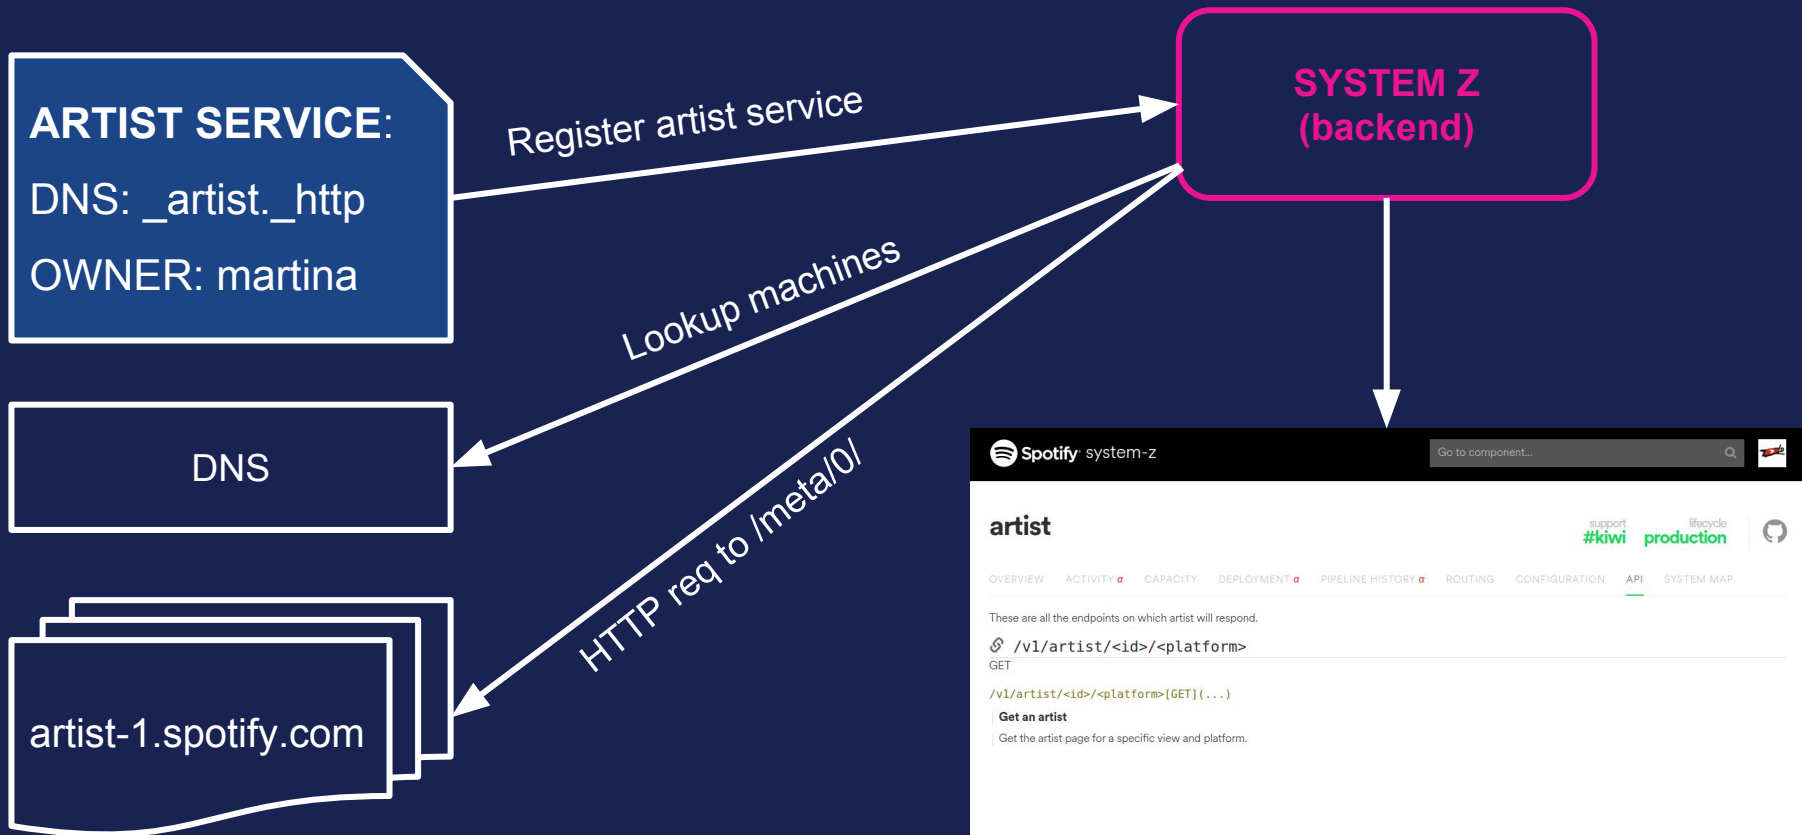 ARTIST SERVICE:
DNS: _artist._http
OWNER: martina
Register artist service
SYSTEM Z
(backend)
Lookup machines
DNS
HTTP req to /meta/0/
artist-1.spotify.com
Spotify system-z
Go to component...
artist
support
#kiwi
lifecycle
production
OVERVIEW ACTIVITY α CAPACITY DEPLOYMENT α PIPELINE HISTORY α ROUTING CONFIGURATION API SYSTEM MAP
These are all the endpoints on which artist will respond.
/v1/artist/<id>/<platform>
GET
/v1/artist/<id>/<platform>[GET](...)
Get an artist
Get the artist page for a specific view and platform.